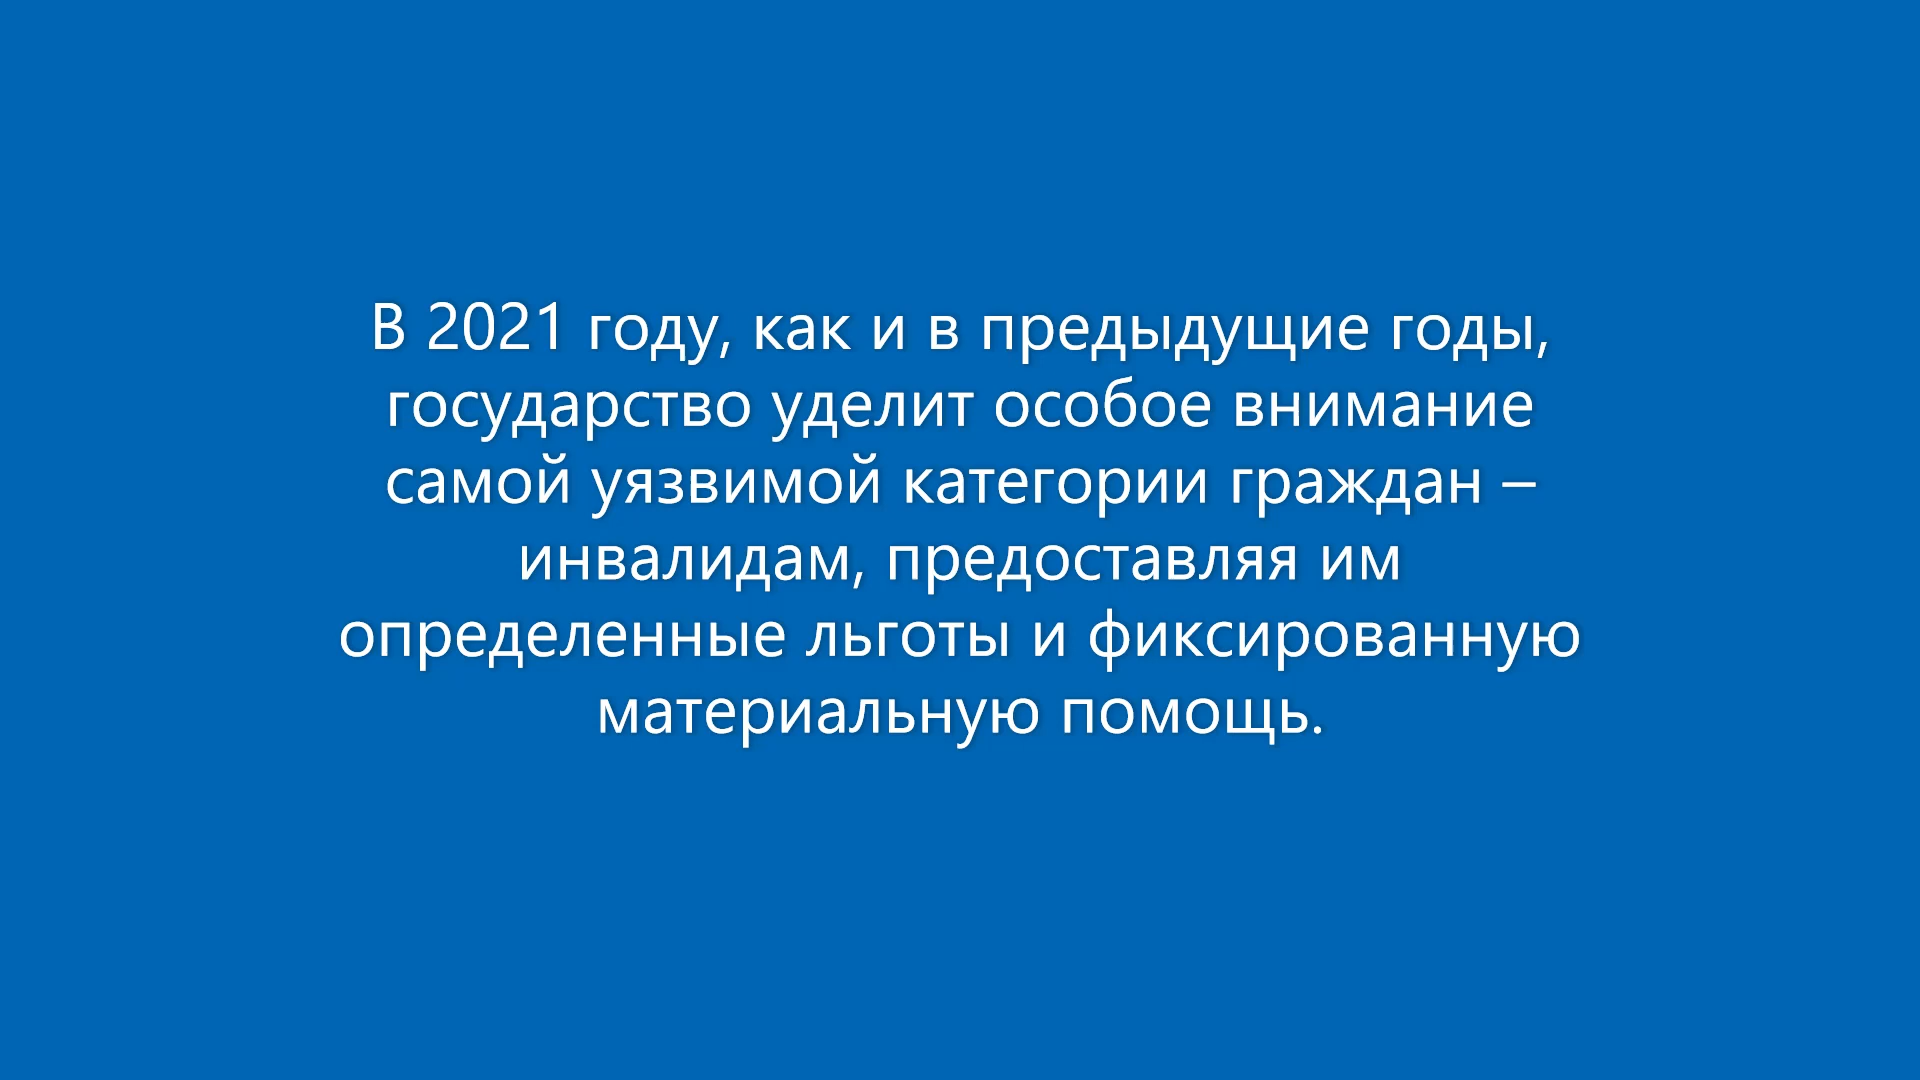 В 2021 году, как и в предыдущие годы,
государство уделит особое внимание
самой уязвимой категории граждан –
инвалидам, предоставляя им
определенные льготы и фиксированную
материальную помощь.